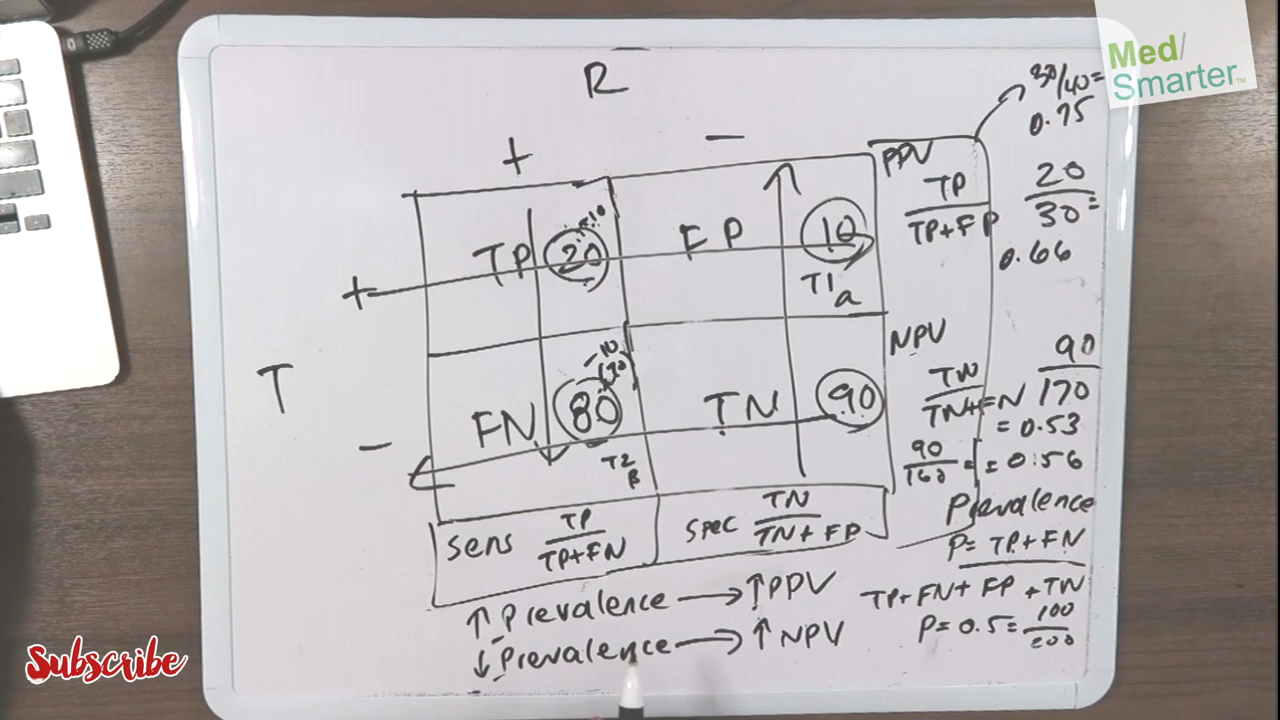 Med/
Smarter™
R
+ −
T
+
−
TP 20 +10
FP 10
T1
a
FN 80 −10
T2
β
TN 90
PPV
TP
TP+FP
30/40=
0.75
20
30 =
0.66
NPV
TN
90
170
= 0.53
90
160 = = 0.56
Sens TP
TP+FN
Spec TN
TN+FP
Prevalence
P= TP+FN
TP+FN+FP+TN
P= 0.5= 100
200
↑ Prevalence → ↑ PPV
↓ Prevalence → ↑ NPV
Subscribe